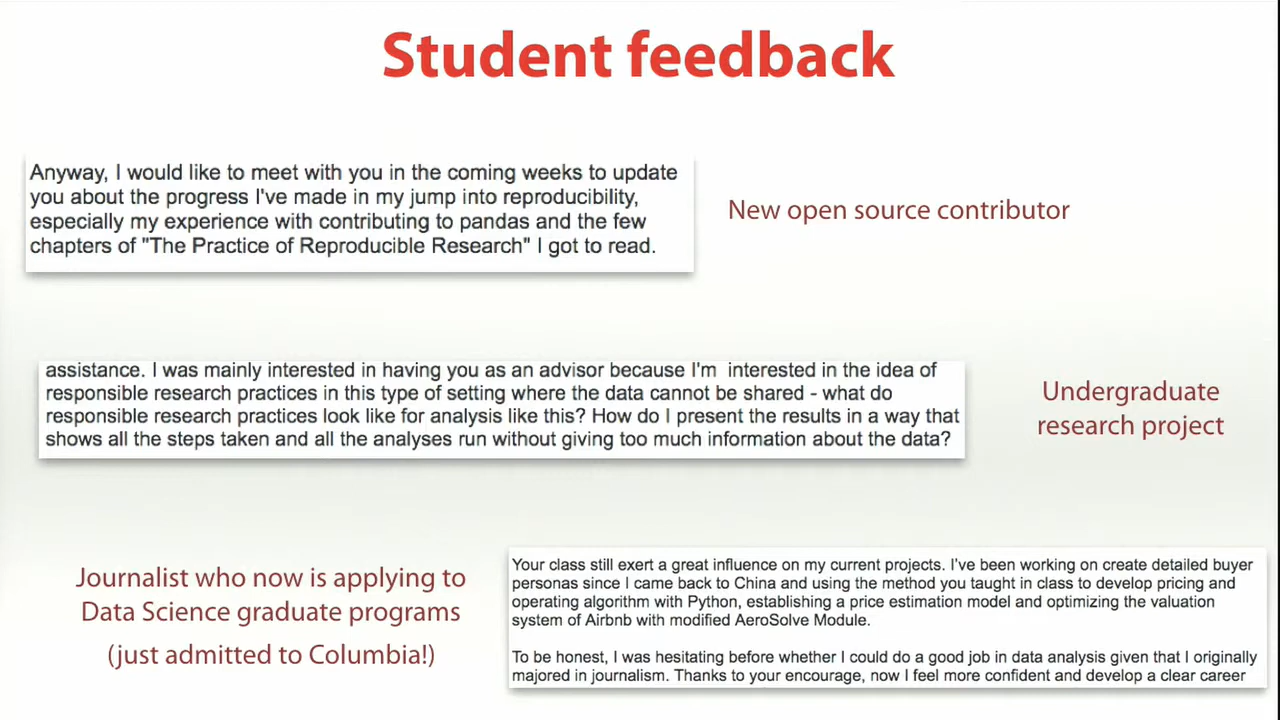 Student feedback
Anyway, I would like to meet with you in the coming weeks to update
you about the progress I've made in my jump into reproducibility,
especially my experience with contributing to pandas and the few
chapters of "The Practice of Reproducible Research" I got to read.
New open source contributor
assistance. I was mainly interested in having you as an advisor because I'm  interested in the idea of
responsible research practices in this type of setting where the data cannot be shared - what do
responsible research practices look like for analysis like this? How do I present the results in a way that
shows all the steps taken and all the analyses run without giving too much information about the data?
Undergraduate
research project
Journalist who now is applying to
Data Science graduate programs
(just admitted to Columbia!)
Your class still exert a great influence on my current projects. I've been working on create detailed buyer
personas since I came back to China and using the method you taught in class to develop pricing and
operating algorithm with Python, establishing a price estimation model and optimizing the valuation
system of Airbnb with modified AeroSolve Module.
To be honest, I was hesitating before whether I could do a good job in data analysis given that I originally
majored in journalism. Thanks to your encourage, now I feel more confident and develop a clear career